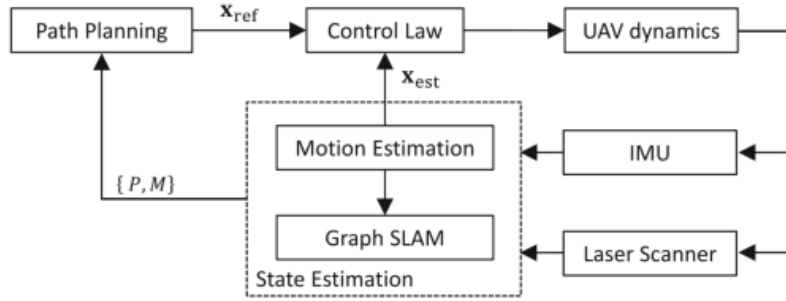 Path Planning
x_ref
Control Law
UAV dynamics
x_est
Motion Estimation
IMU
{ P, M}
Graph SLAM
Laser Scanner
State Estimation